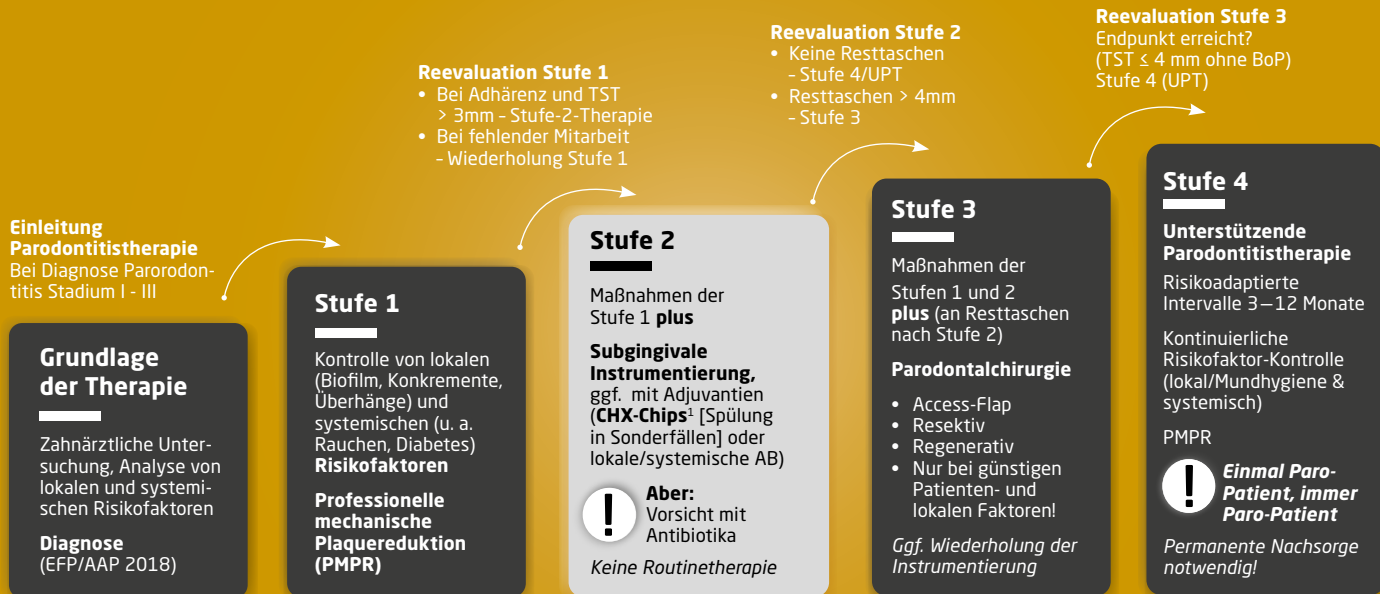 Einleitung
Parodontitistherapie
Bei Diagnose Parorodon-
titis Stadium I - III
Grundlage
der Therapie
Zahnärztliche Unter-
suchung, Analyse von
lokalen und systemi-
schen Risikofaktoren
Diagnose
(EFP/AAP 2018)
Reevaluation Stufe 1
• Bei Adhärenz und TST
> 3mm – Stufe-2-Therapie
• Bei fehlender Mitarbeit
– Wiederholung Stufe 1
Stufe 1
Kontrolle von lokalen
(Biofilm, Konkremente,
Überhänge) und
systemischen (u. a.
Rauchen, Diabetes)
Risikofaktoren
Professionelle
mechanische
Plaquereduktion
(PMPR)
Stufe 2
Maßnahmen der
Stufe 1 plus
Subgingivale
Instrumentierung,
ggf. mit Adjuvantien
(CHX-Chips¹ [Spülung
in Sonderfällen] oder
lokale/systemische AB)
!
Aber:
Vorsicht mit
Antibiotika
Keine Routinetherapie
Reevaluation Stufe 2
• Keine Resttaschen
– Stufe 4/UPT
• Resttaschen > 4mm
– Stufe 3
Stufe 3
Maßnahmen der
Stufen 1 und 2
plus (an Resttaschen
nach Stufe 2)
Parodontalchirurgie
• Access-Flap
• Resektiv
• Regenerativ
• Nur bei günstigen
Patienten- und
lokalen Faktoren!
Ggf. Wiederholung der
Instrumentierung
Reevaluation Stufe 3
Endpunkt erreicht?
(TST ≤ 4 mm ohne BoP)
Stufe 4 (UPT)
Stufe 4
Unterstützende
Parodontitistherapie
Risikoadaptierte
Intervalle 3—12 Monate
Kontinuierliche
Risikofaktor-Kontrolle
(lokal/Mundhygiene &
systemisch)
PMPR
!
Einmal Paro-
Patient, immer
Paro-Patient
Permanente Nachsorge
notwendig!